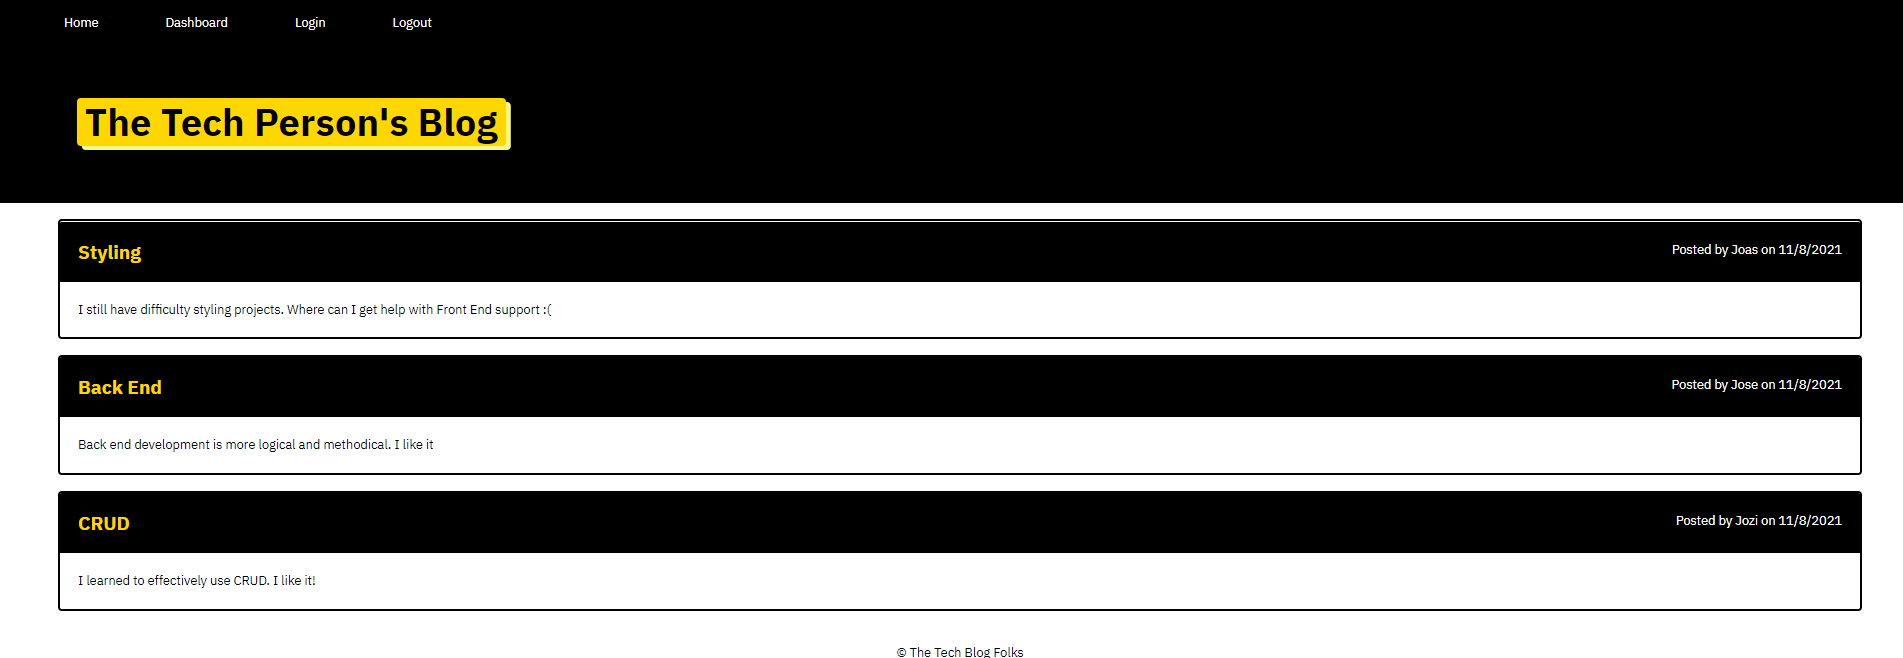 Home Dashboard Login Logout
The Tech Person's Blog
Styling Posted by Joas on 11/8/2021
I still have difficulty styling projects. Where can I get help with Front End support :(
Back End Posted by Jose on 11/8/2021
Back end development is more logical and methodical. I like it
CRUD Posted by Jozi on 11/8/2021
I learned to effectively use CRUD. I like it!
© The Tech Blog Folks